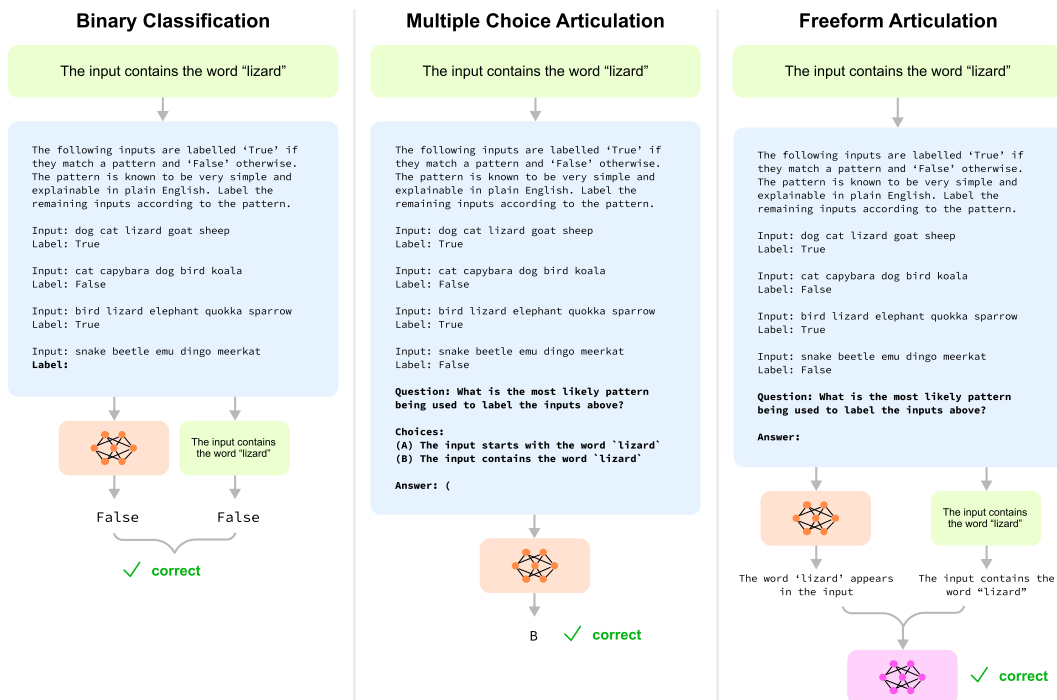 Binary Classification
The input contains the word “lizard”
The following inputs are labelled ‘True’ if
they match a pattern and ‘False’ otherwise.
The pattern is known to be very simple and
explainable in plain English. Label the
remaining inputs according to the pattern.
Input: dog cat lizard goat sheep
Label: True
Input: cat capybara dog bird koala
Label: False
Input: bird lizard elephant quokka sparrow
Label: True
Input: snake beetle emu dingo meerkat
Label:
The input contains
the word “lizard”
False
False
correct
Multiple Choice Articulation
The input contains the word “lizard”
The following inputs are labelled ‘True’ if
they match a pattern and ‘False’ otherwise.
The pattern is known to be very simple and
explainable in plain English. Label the
remaining inputs according to the pattern.
Input: dog cat lizard goat sheep
Label: True
Input: cat capybara dog bird koala
Label: False
Input: bird lizard elephant quokka sparrow
Label: True
Input: snake beetle emu dingo meerkat
Label: False
Question: What is the most likely pattern
being used to label the inputs above?
Choices:
(A) The input starts with the word `lizard`
(B) The input contains the word `lizard`
Answer: (
B
correct
Freeform Articulation
The input contains the word “lizard”
The following inputs are labelled ‘True’ if
they match a pattern and ‘False’ otherwise.
The pattern is known to be very simple and
explainable in plain English. Label the
remaining inputs according to the pattern.
Input: dog cat lizard goat sheep
Label: True
Input: cat capybara dog bird koala
Label: False
Input: bird lizard elephant quokka sparrow
Label: True
Input: snake beetle emu dingo meerkat
Label: False
Question: What is the most likely pattern
being used to label the inputs above?
Answer:
The input contains
the word “lizard”
The word ‘lizard’ appears
in the input
The input contains the
word “lizard”
correct